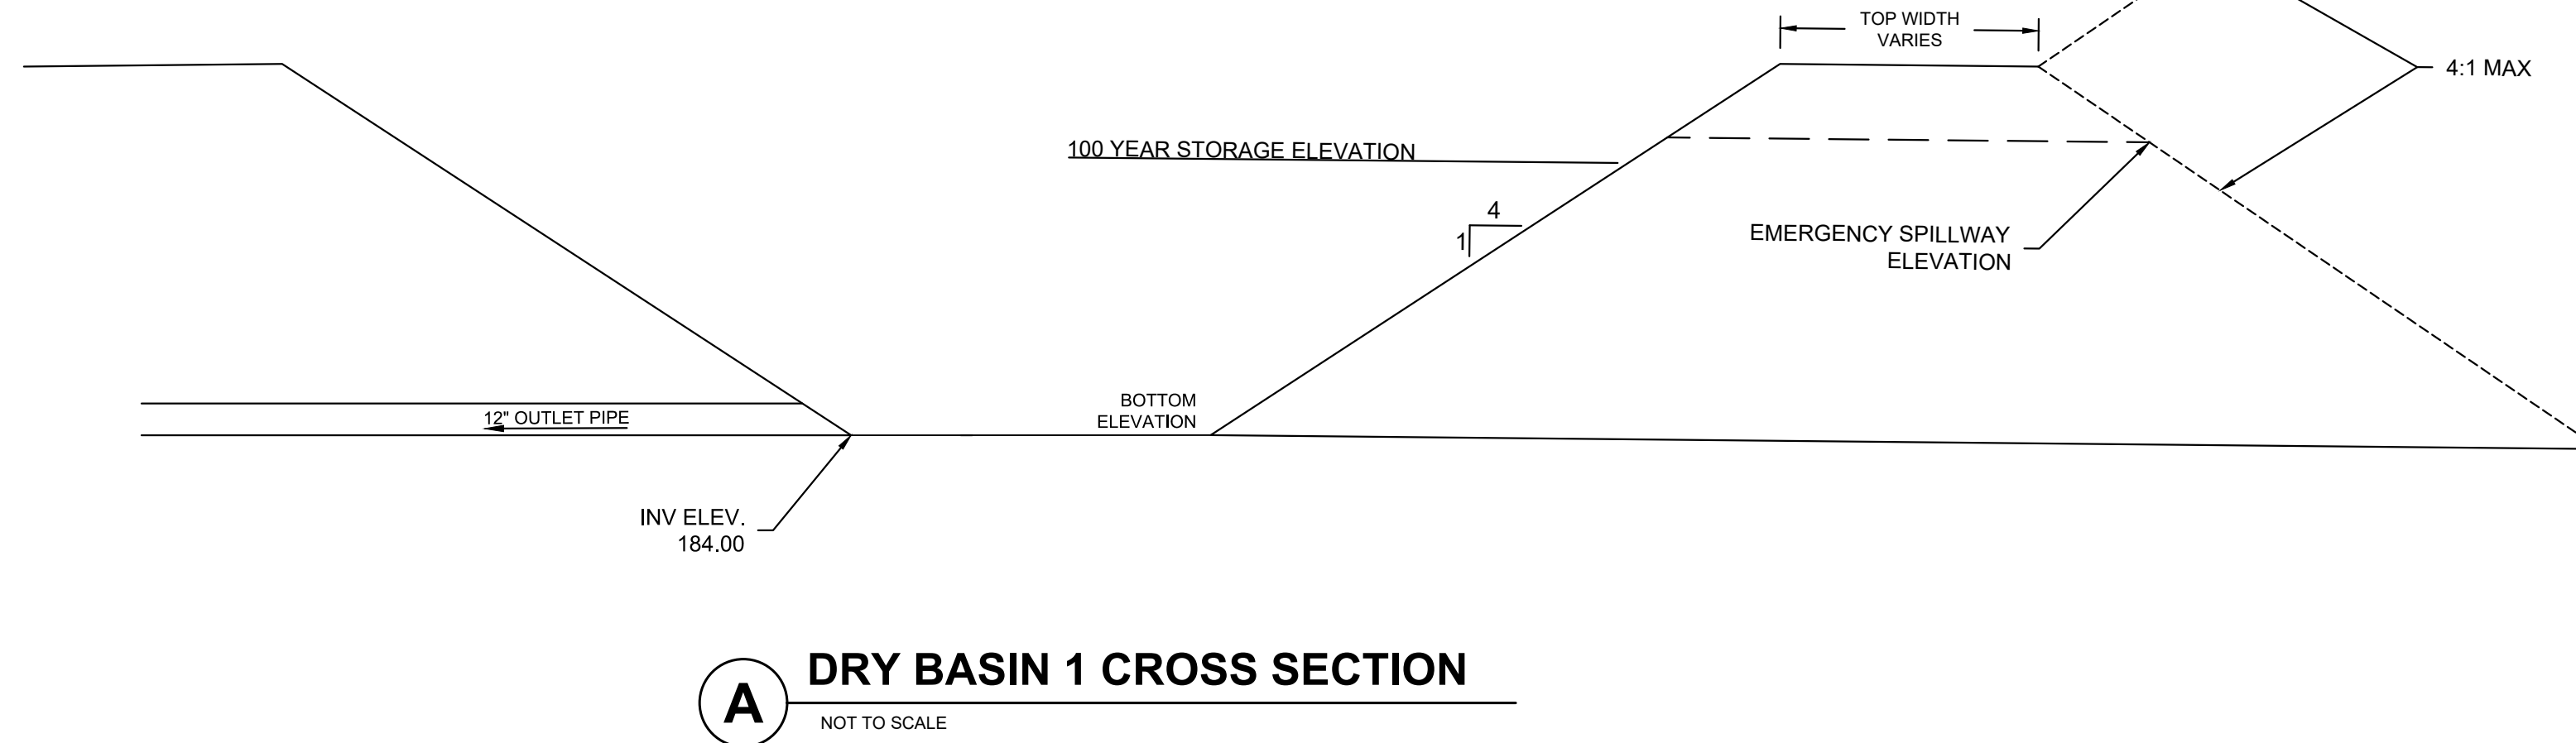 TOP WIDTH
VARIES
4:1 MAX
100 YEAR STORAGE ELEVATION
4
1
EMERGENCY SPILLWAY
ELEVATION
BOTTOM
ELEVATION
12" OUTLET PIPE
INV ELEV.
184.00
A
DRY BASIN 1 CROSS SECTION
NOT TO SCALE